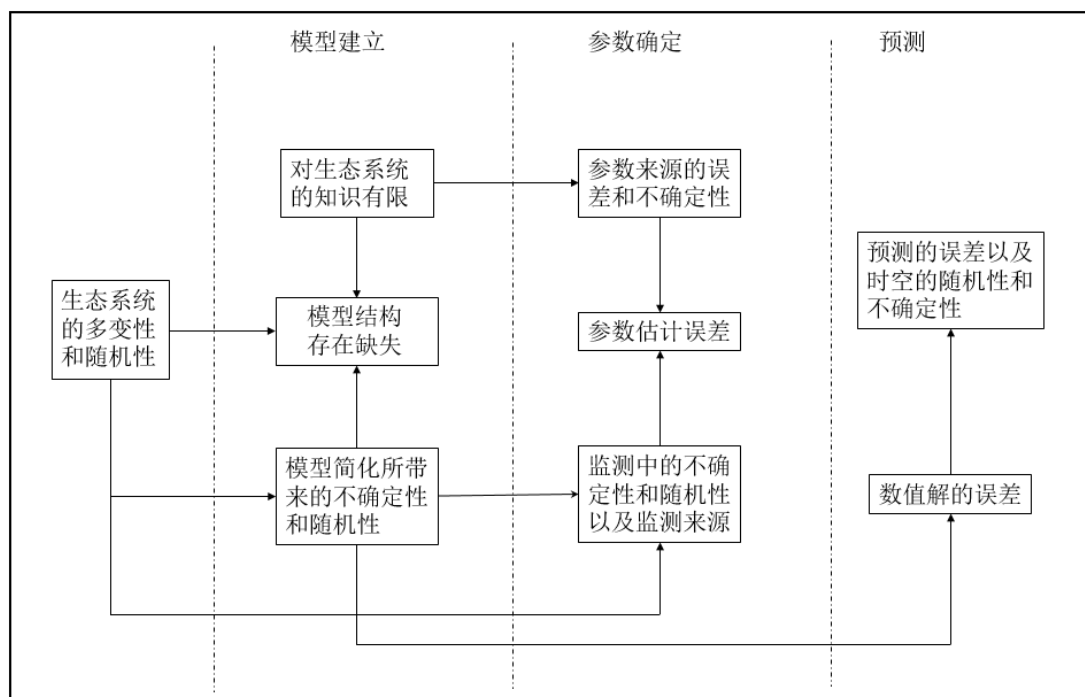 模型建立
参数确定
预测
对生态系统
的知识有限
参数来源的误
差和不确定性
预测的误差以及
时空的随机性和
不确定性
生态系统
的多变性
和随机性
模型结构
存在缺失
参数估计误差
模型简化所带
来的不确定性
和随机性
监测中的不确
定性和随机性
以及监测来源
数值解的误差